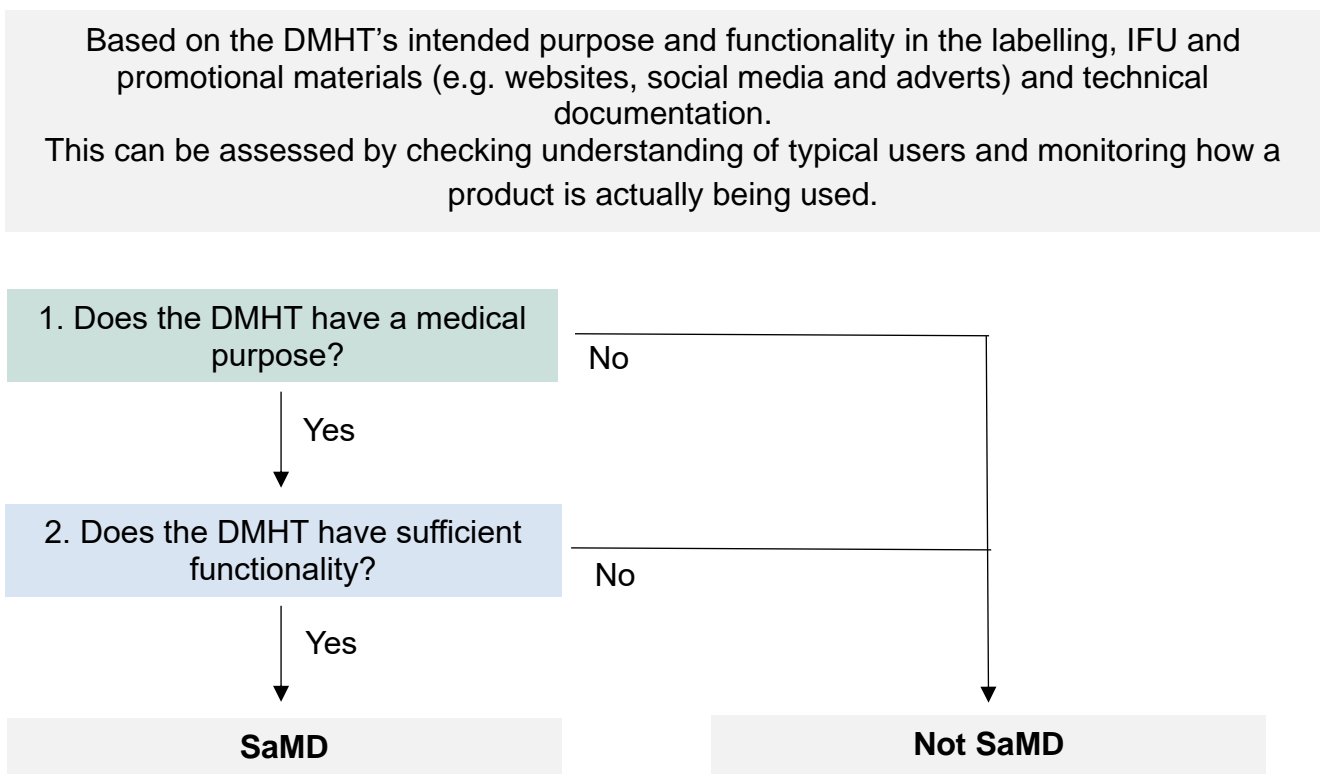 Based on the DMHT’s intended purpose and functionality in the labelling, IFU and
promotional materials (e.g. websites, social media and adverts) and technical
documentation.
This can be assessed by checking understanding of typical users and monitoring how a
product is actually being used.
1. Does the DMHT have a medical
purpose?
No
Yes
2. Does the DMHT have sufficient
functionality?
No
Yes
SaMD
Not SaMD